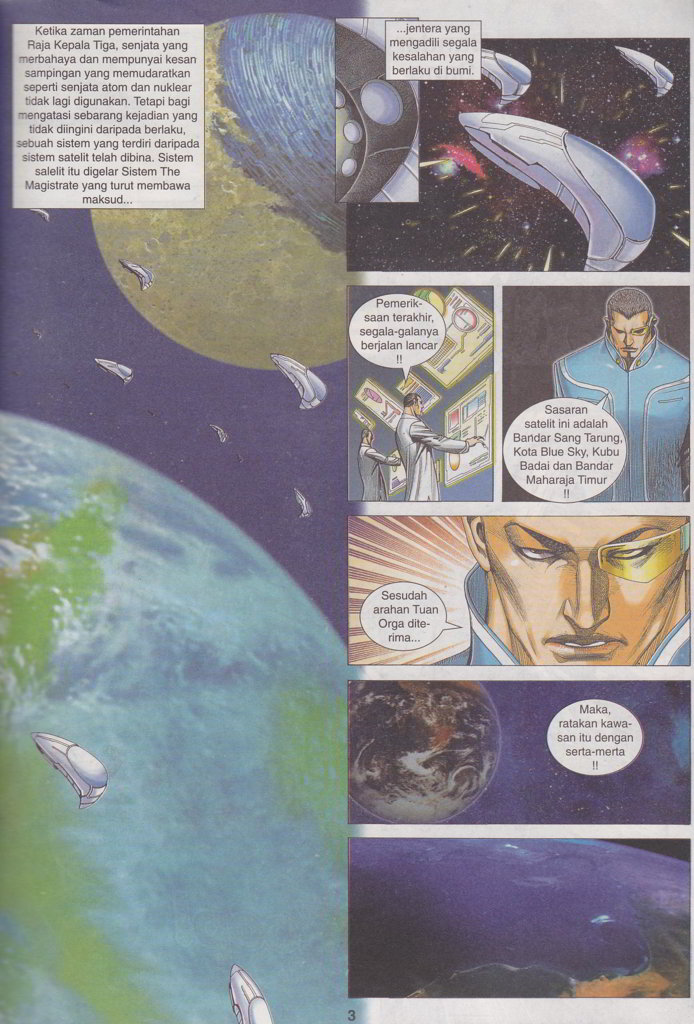 Ketika zaman pemerintahan
Raja Kepala Tiga, senjata yang
merbahaya dan mempunyai kesan
sampingan yang memudaratkan
seperti senjata atom dan nuklear
tidak lagi digunakan. Tetapi bagi
mengatasi sebarang kejadian yang
tidak diingini daripada berlaku,
sebuah sistem yang terdiri daripada
sistem satelit telah dibina. Sistem
salelit itu digelar Sistem The
Magistrate yang turut membawa
maksud...
...jentera yang
mengadili segala
kesalahan yang
berlaku di bumi.
Pemerik-
saan terakhir,
segala-galanya
berjalan lancar
!!
Sasaran
satelit ini adalah
Bandar Sang Tarung,
Kota Blue Sky, Kubu
Badai dan Bandar
Maharaja Timur
!!
Sesudah
arahan Tuan
Orga dite-
rima...
Maka,
ratakan kawa-
san itu dengan
serta-merta
!!
3